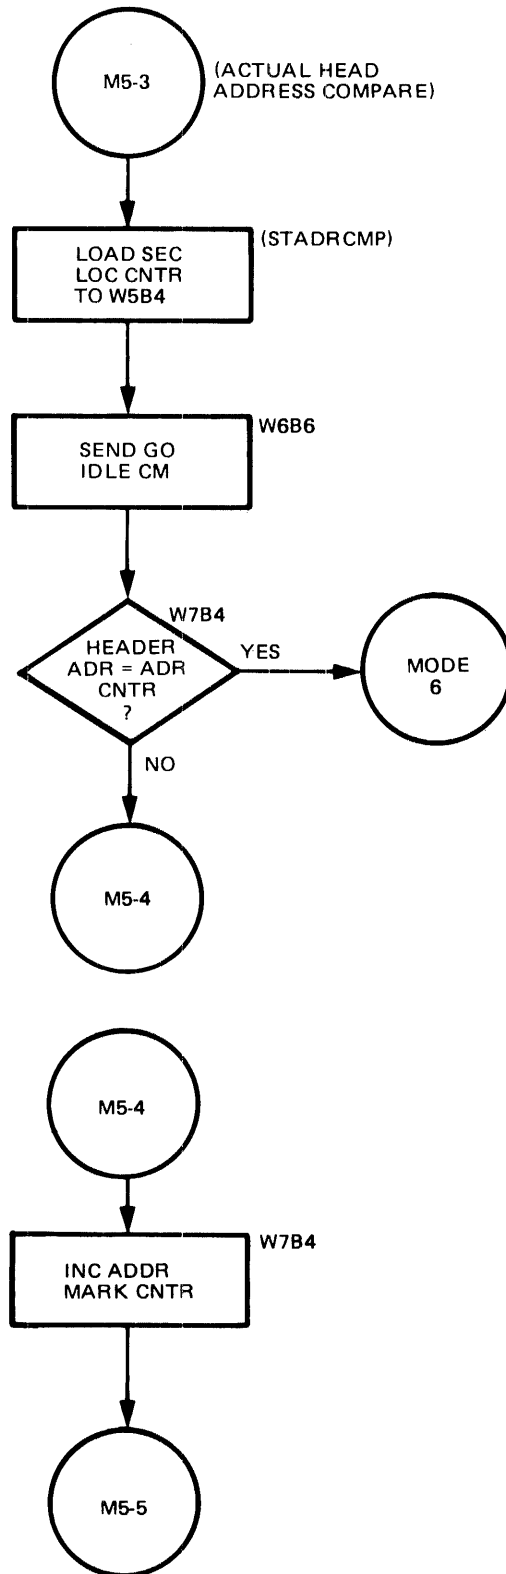 M5-3
(ACTUAL HEAD
ADDRESS COMPARE)
(STADRCMP)
LOAD SEC
LOC CNTR
TO W5B4
W6B6
SEND GO
IDLE CM
W7B4
HEADER
ADR = ADR
CNTR
?
YES
MODE
6
NO
M5-4
M5-4
W7B4
INC ADDR
MARK CNTR
M5-5